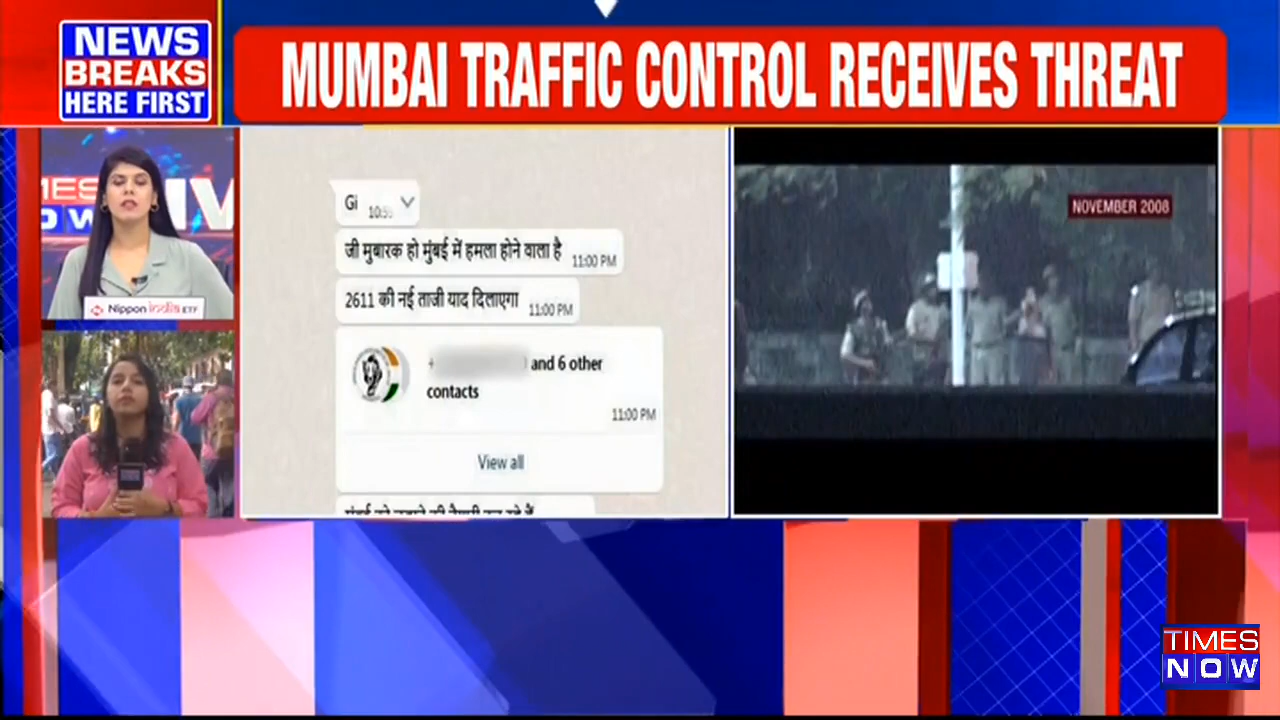 NEWS
BREAKS
HERE FIRST
MUMBAI TRAFFIC CONTROL RECEIVES THREAT
Nippon india ETF
Gi
जी मुबारक हो मुंबई में हमला होने वाला है
11:00 PM
2611 की नई ताजी याद दिलाएगा
11:00 PM
and 6 other
contacts
11:00 PM
View all
NOVEMBER 2008
TIMES
NOW